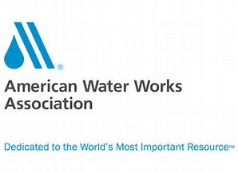 ®
American Water Works
Association
Dedicated to the World's Most Important Resource™